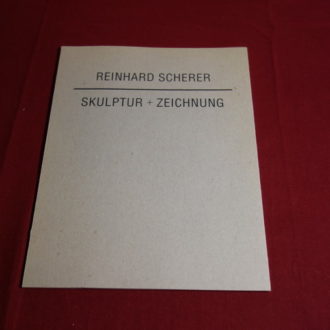 REINHARD SCHERER
SKULPTUR + ZEICHNUNG